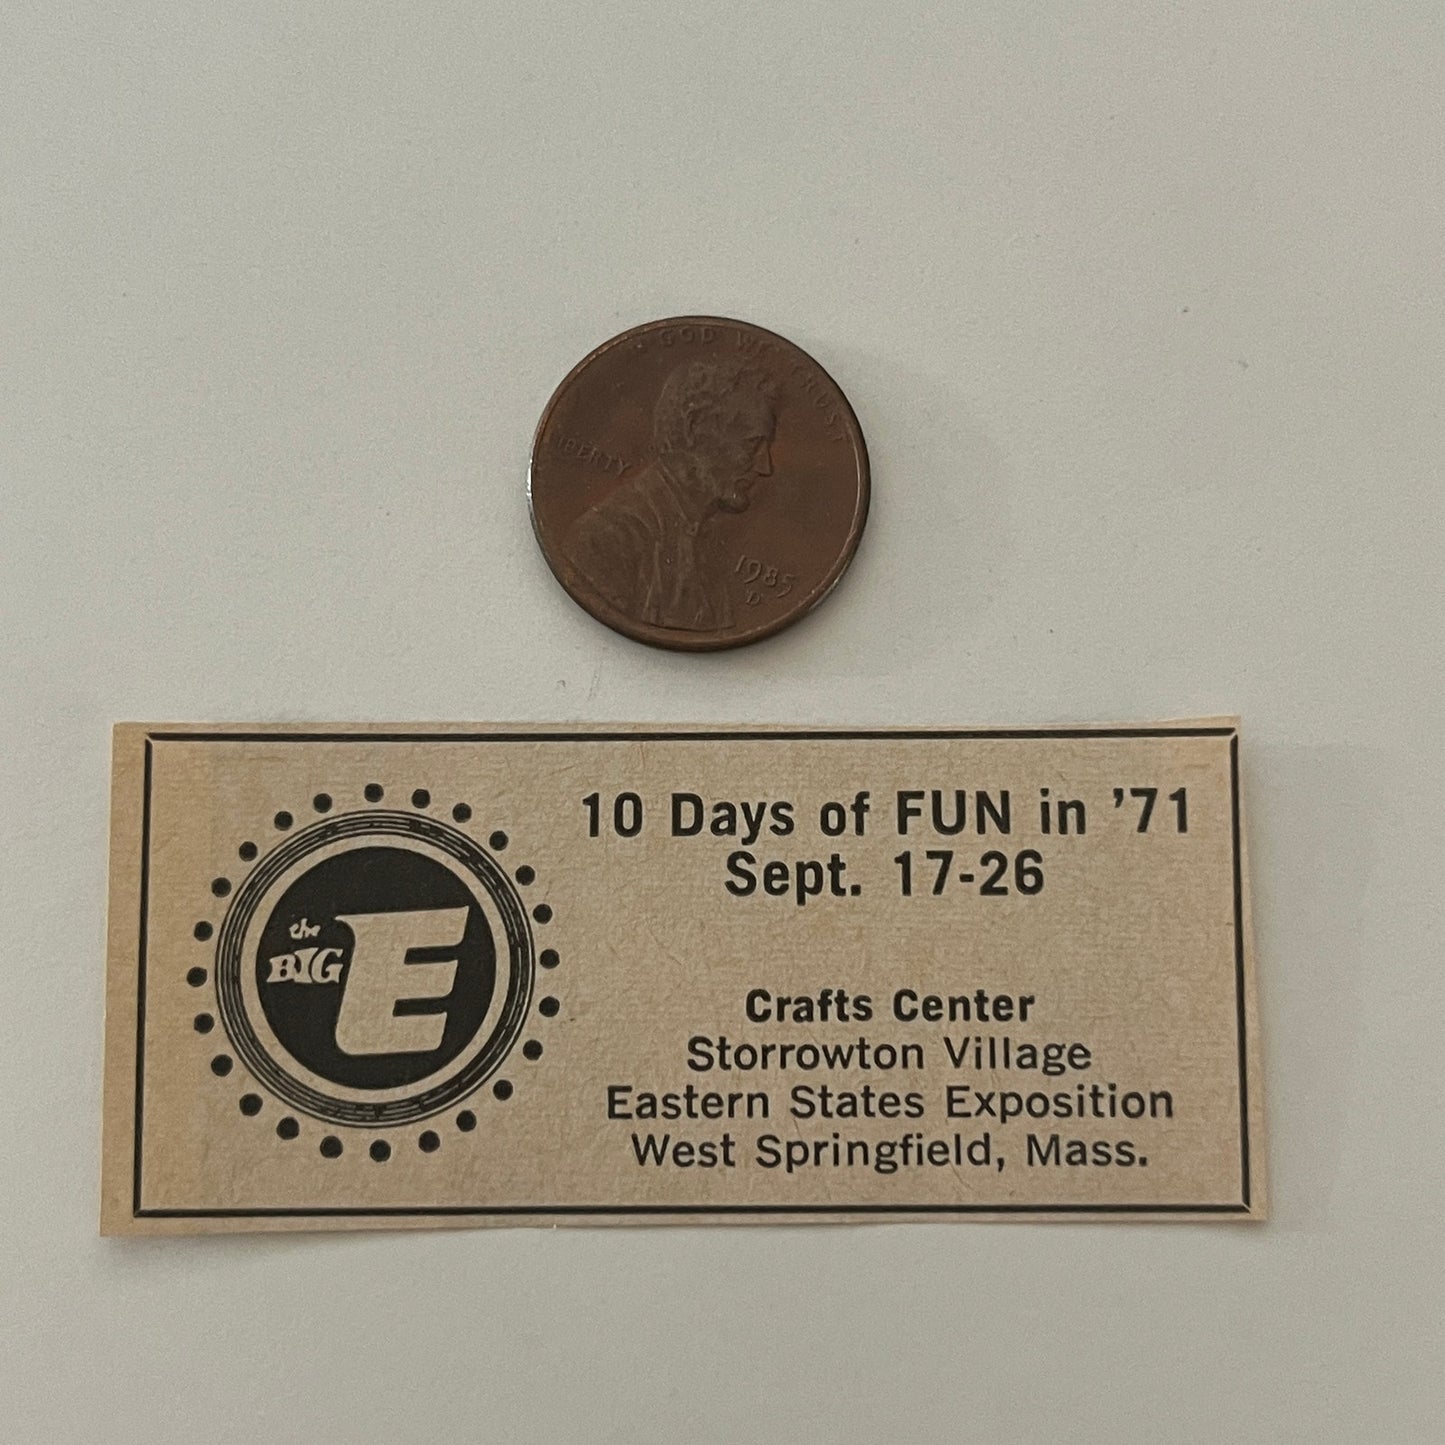 IN GOD WE TRUST
LIBERTY
1985
D
10 Days of FUN in ’71
Sept. 17-26
the
BIG
E
Crafts Center
Storrowton Village
Eastern States Exposition
West Springfield, Mass.